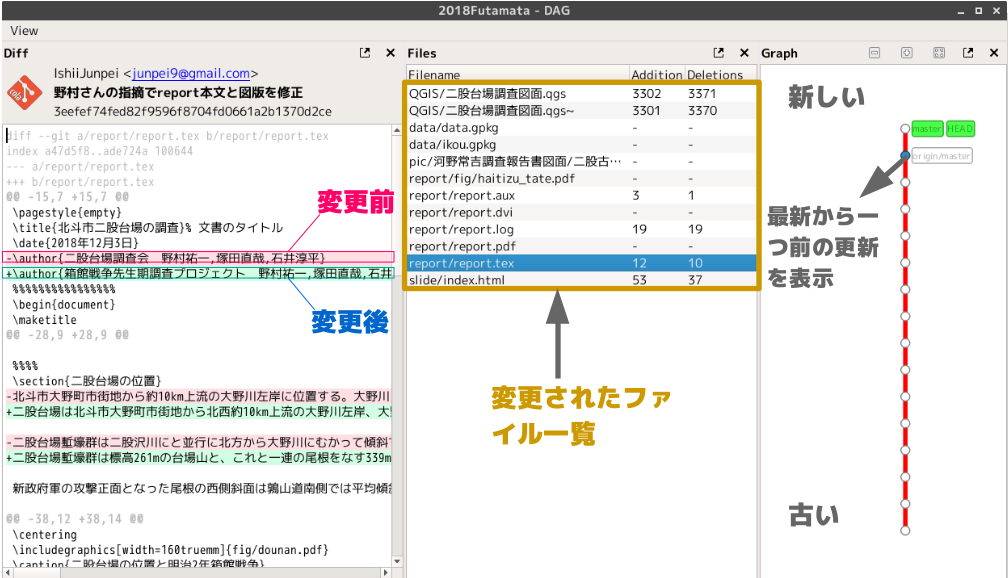 2018Futamata - DAG
View
Diff
IshiiJunpei <junpei9@gmail.com>
野村さんの指摘でreport本文と図版を修正
3eefef74fed82f9596f8704fd0661a2b1370d2ce
diff --git a/report/report.tex b/report/report.tex
index a47d5f8..ade724a 100644
--- a/report/report.tex
+++ b/report/report.tex
@@ -15,7 +15,7 @@
\pagestyle{empty}
\title{北斗市二股台場の調査}% 文書のタイトル
\date{2018年12月3日}
-\author{二股台場調査会　野村祐一,塚田直哉,石井淳平}
+\author{箱館戦争先生期調査プロジェクト　野村祐一,塚田直哉,石井
%%%%%%%%%%%%%%%
\begin{document}
\maketitle
@@ -28,9 +28,9 @@
%%%%
\section{二股台場の位置}
-北斗市大野町市街地から約10km上流の大野川左岸に位置する。大野川
+二股台場は北斗市大野町市街地から北西約10km上流の大野川左岸、大
-二股台場塹壕群は二股沢川にと並行に北方から大野川にむかって傾斜
+二股台場塹壕群は標高261mの台場山と、これと一連の尾根をなす339m
新政府軍の攻撃正面となった尾根の西側斜面は鶉山道南側では平均傾
@@ -38,12 +38,14 @@
\centering
\includegraphics[width=160truemm]{fig/dounan.pdf}
\caption{二股台場の位置と明治2年箱館戦争}
変更前
変更後
Files
Filename Addition Deletions
QGIS/二股台場調査図面.qgs 3302 3371
QGIS/二股台場調査図面.qgs~ 3301 3370
data/data.gpkg - -
data/ikou.gpkg - -
pic/河野常吉調査報告書図面/二股古… - -
report/fig/haitizu_tate.pdf - -
report/report.aux 3 1
report/report.dvi - -
report/report.log 19 19
report/report.pdf - -
report/report.tex 12 10
slide/index.html 53 37
変更されたファ
イル一覧
Graph
新しい
master HEAD
origin/master
最新から一
つ前の更新
を表示
古い